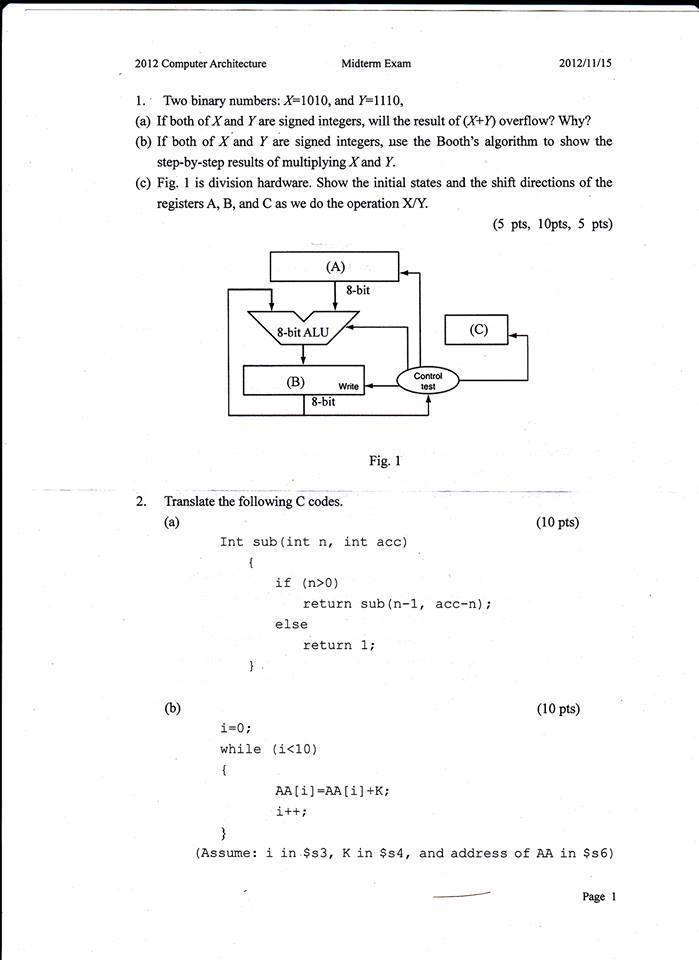 2012 Computer Architecture Midterm Exam 2012/11/15
1. Two binary numbers: X=1010, and Y=1110,
(a) If both of X and Y are signed integers, will the result of (X+Y) overflow? Why?
(b) If both of X and Y are signed integers, use the Booth's algorithm to show the
step-by-step results of multiplying X and Y.
(c) Fig. 1 is division hardware. Show the initial states and the shift directions of the
registers A, B, and C as we do the operation X/Y.
(5 pts, 10pts, 5 pts)
(A)
8-bit
8-bit ALU
(C)
(B)
Write
Control
test
8-bit
Fig. 1
2. Translate the following C codes.
(a) (10 pts)
Int sub(int n, int acc)
{
if (n>0)
return sub(n-1, acc-n);
else
return 1;
}
(b) (10 pts)
i=0;
while (i<10)
{
AA[i]=AA[i]+K;
i++;
}
(Assume: i in $s3, K in $s4, and address of AA in $s6)
Page 1